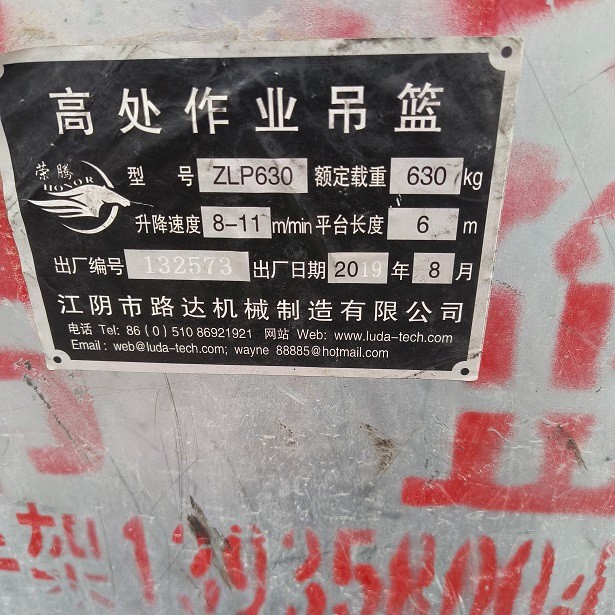 高处作业吊篮
荣腾
HONOR
型 号 ZLP630 额定载重 630 kg
升降速度 8-11 m/min 平台长度 6 m
出厂编号 132573 出厂日期 2019 年 8 月
江阴市路达机械制造有限公司
电话 Tel: 86 (0) 510 86921921 网站 Web: www.luda-tech.com
Email: web@luda-tech.com; wayne 88885@hotmail.com
架